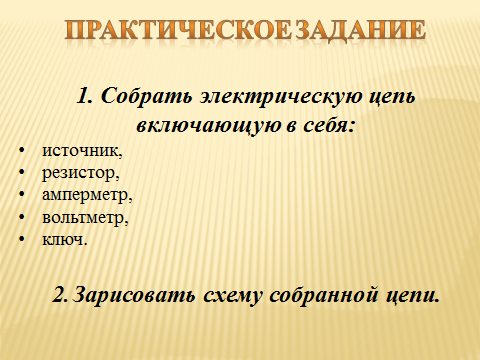 ПРАКТИЧЕСКОЕ ЗАДАНИЕ
1. Собрать электрическую цепь
включающую в себя:
• источник,
• резистор,
• амперметр,
• вольтметр,
• ключ.
2. Зарисовать схему собранной цепи.